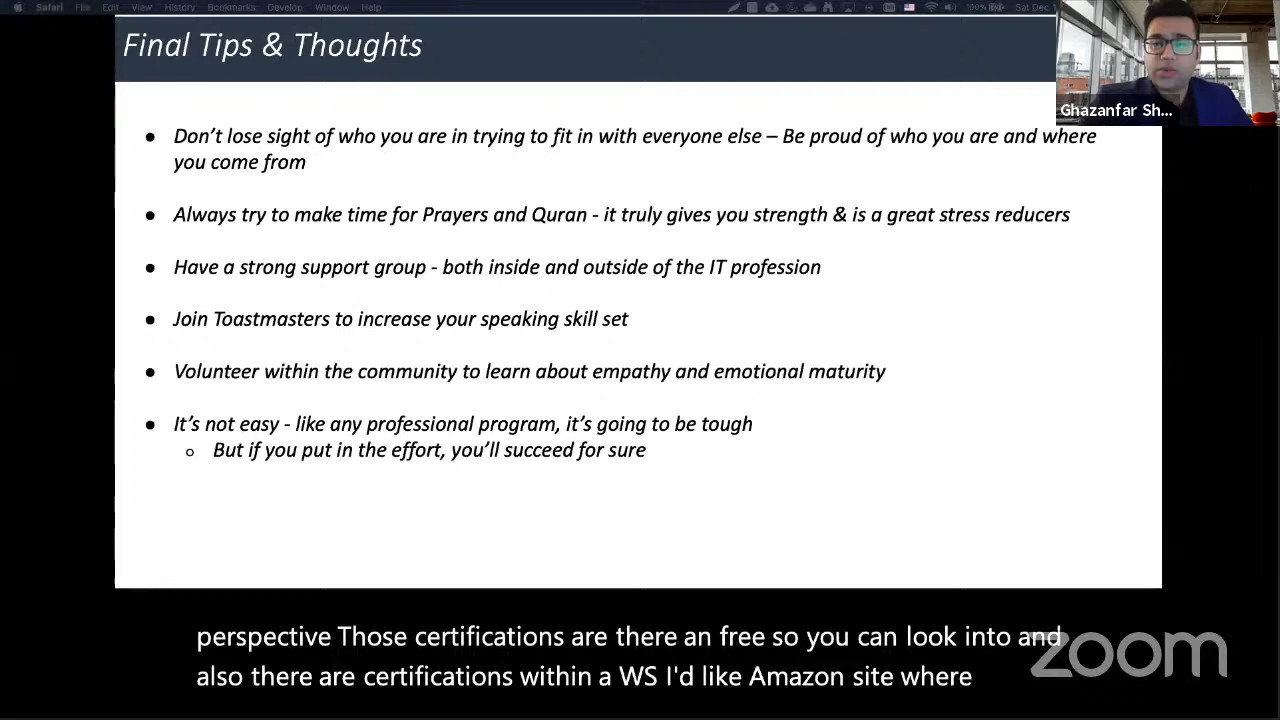 Safari File Edit View History Bookmarks Develop Window Help 100% Sat Dec
Final Tips & Thoughts
Ghazanfar Sh...
● Don't lose sight of who you are in trying to fit in with everyone else – Be proud of who you are and where
you come from
● Always try to make time for Prayers and Quran - it truly gives you strength & is a great stress reducers
● Have a strong support group - both inside and outside of the IT profession
● Join Toastmasters to increase your speaking skill set
● Volunteer within the community to learn about empathy and emotional maturity
● It's not easy - like any professional program, it's going to be tough
○ But if you put in the effort, you'll succeed for sure
perspective Those certifications are there an free so you can look into and
also there are certifications within a WS I'd like Amazon site where
zoom